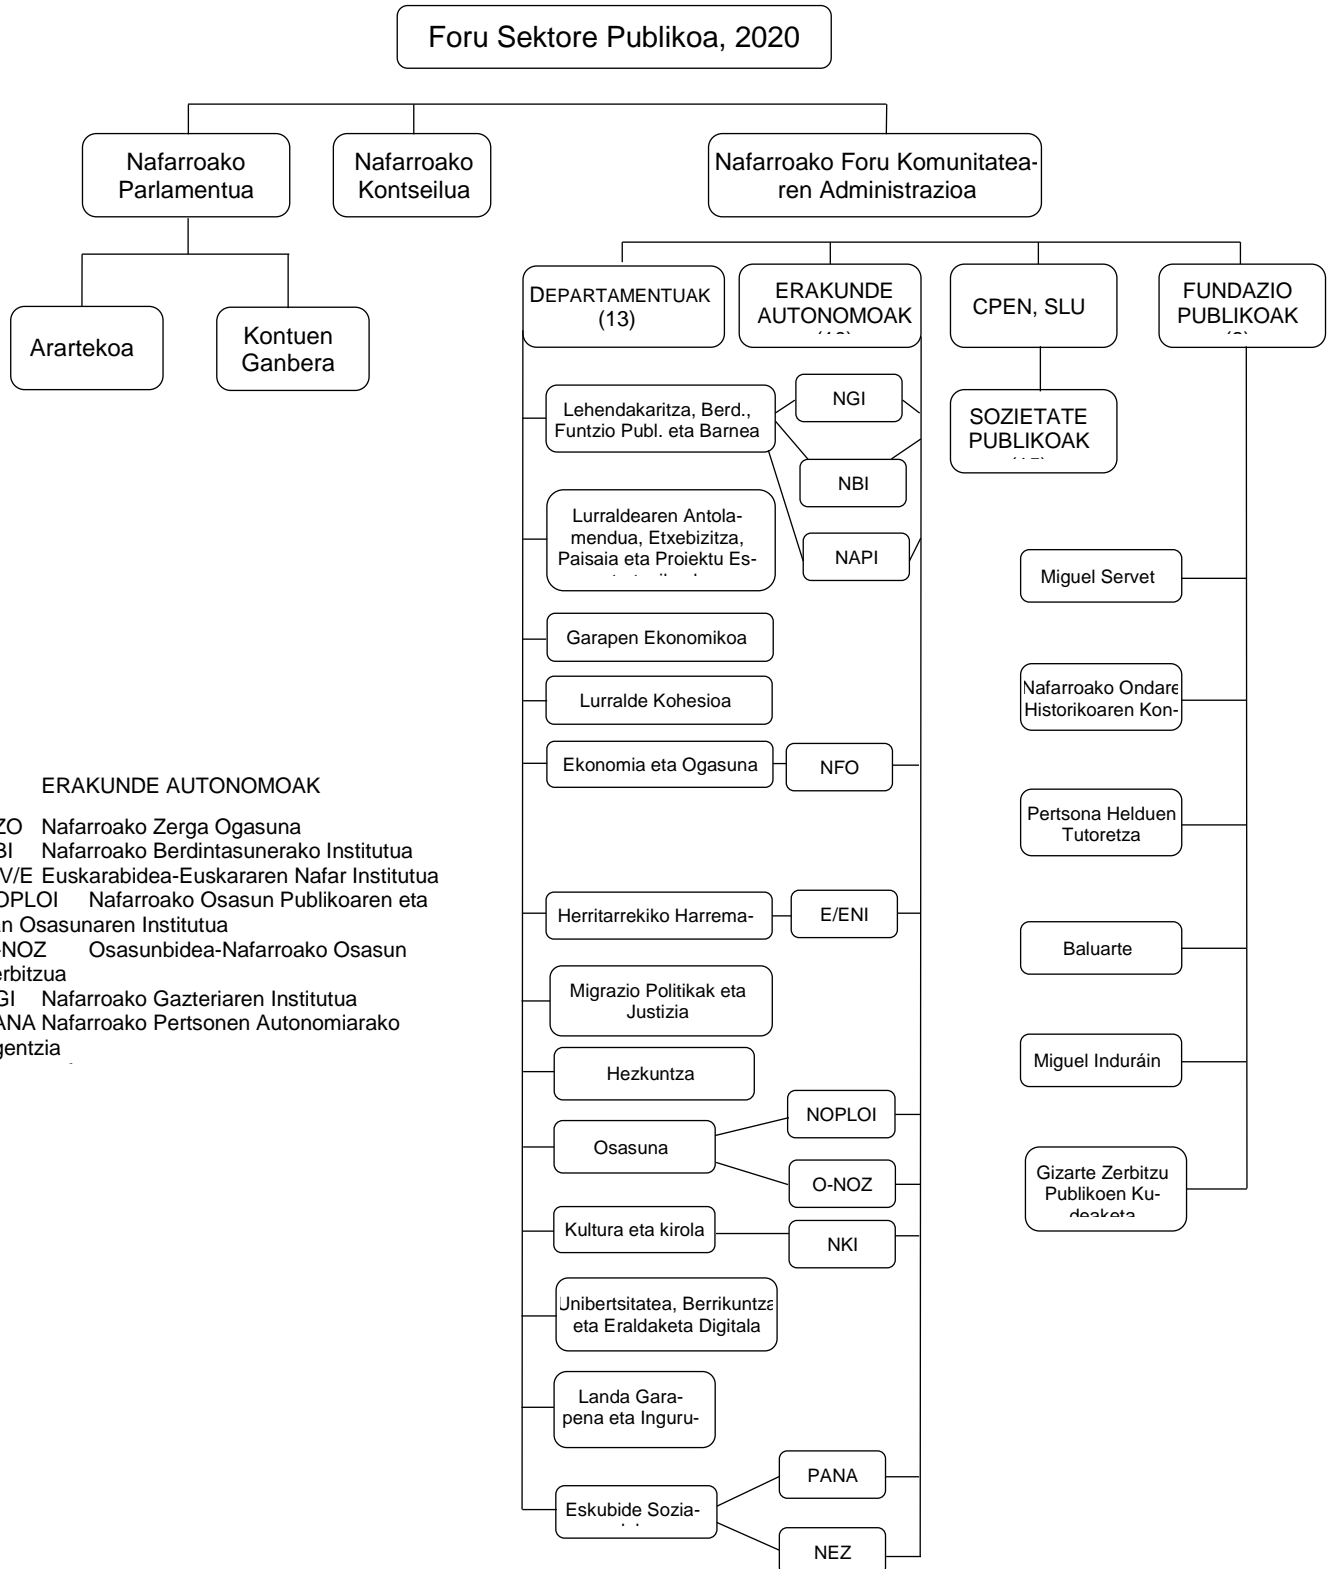 Foru Sektore Publikoa, 2020
Nafarroako
Parlamentua
Nafarroako
Kontseilua
Nafarroako Foru Komunitatea-
ren Administrazioa
Arartekoa
Kontuen
Ganbera
DEPARTAMENTUAK
(13)
ERAKUNDE
AUTONOMOAK
CPEN, SLU
FUNDAZIO
PUBLIKOAK
SOZIETATE
PUBLIKOAK
Lehendakaritza, Berd.,
Funtzio Publ. eta Barnea
NGI
NBI
NAPI
Lurraldearen Antola-
mendua, Etxebizitza,
Paisaia eta Proiektu Es-
Garapen Ekonomikoa
Lurralde Kohesioa
Ekonomia eta Ogasuna
NFO
Herritarrekiko Harrema-
E/ENI
Migrazio Politikak eta
Justizia
Hezkuntza
Osasuna
NOPLOI
O-NOZ
Kultura eta kirola
NKI
Unibertsitatea, Berrikuntza
eta Eraldaketa Digitala
Landa Gara-
pena eta Inguru-
Eskubide Sozia-
PANA
NEZ
Miguel Servet
Nafarroako Ondare
Historikoaren Kon-
Pertsona Helduen
Tutoretza
Baluarte
Miguel Induráin
Gizarte Zerbitzu
Publikoen Ku-
deaketa
ERAKUNDE AUTONOMOAK
ZO Nafarroako Zerga Ogasuna
BI Nafarroako Berdintasunerako Institutua
V/E Euskarabidea-Euskararen Nafar Institutua
OPLOI Nafarroako Osasun Publikoaren eta
n Osasunaren Institutua
-NOZ Osasunbidea-Nafarroako Osasun
erbitzua
GI Nafarroako Gazteriaren Institutua
ANA Nafarroako Pertsonen Autonomiarako
gentzia